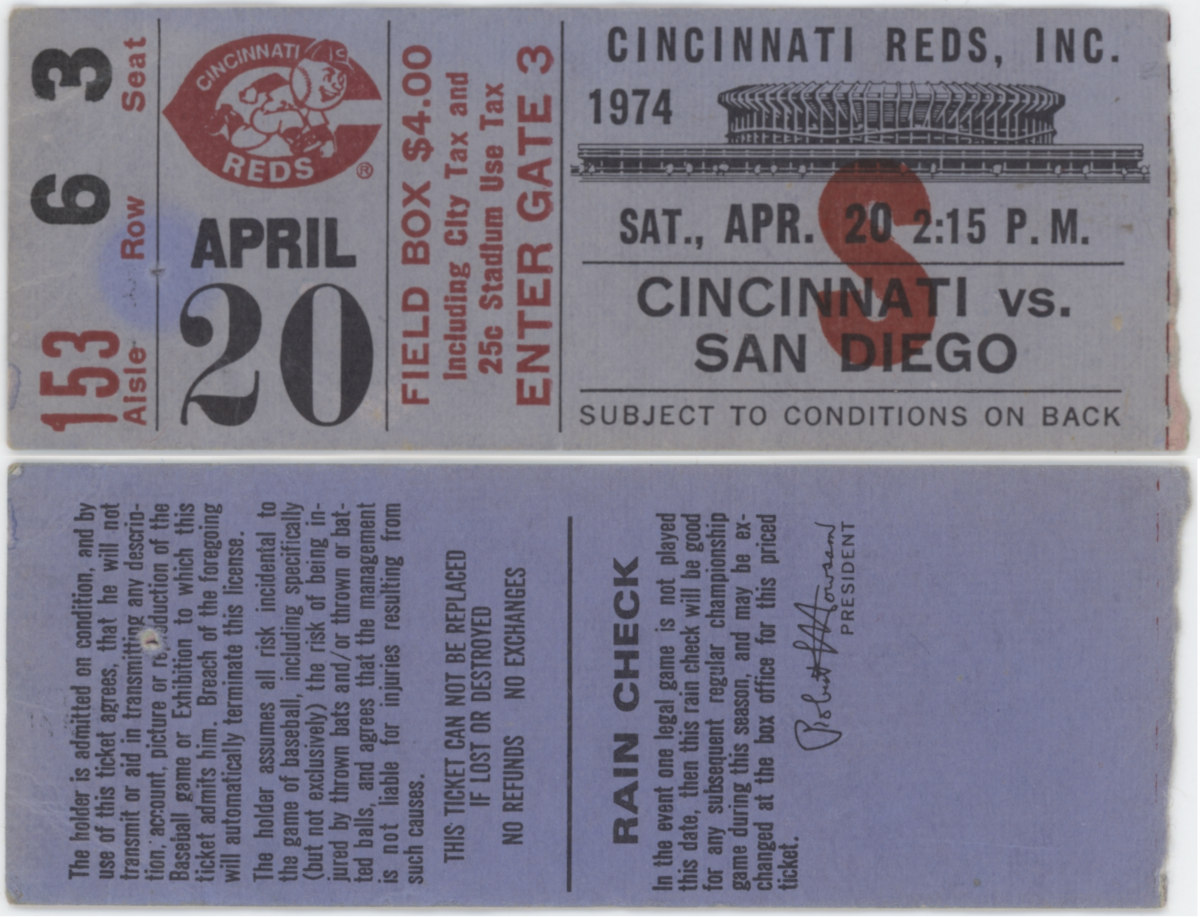 Seat 3
Row 6
Aisle 153
CINCINNATI
REDS
®
APRIL
20
FIELD BOX $4.00
Including City Tax and
25c Stadium Use Tax
ENTER GATE 3
CINCINNATI REDS, INC.
1974
S
SAT., APR. 20 2:15 P. M.
CINCINNATI vs.
SAN DIEGO
SUBJECT TO CONDITIONS ON BACK
The holder is admitted on condition, and by
use of this ticket agrees, that he will not
transmit or aid in transmitting any descrip-
tion, account, picture or reproduction of the
Baseball game or Exhibition to which this
ticket admits him. Breach of the foregoing
will automatically terminate this license.
The holder assumes all risk incidental to
the game of baseball, including specifically
(but not exclusively) the risk of being in-
jured by thrown bats and/or thrown or bat-
ted balls, and agrees that the management
is not liable for injuries resulting from
such causes.
THIS TICKET CAN NOT BE REPLACED
IF LOST OR DESTROYED
NO REFUNDS NO EXCHANGES
RAIN CHECK
In the event one legal game is not played
this date, then this rain check will be good
for any subsequent regular championship
game during this season, and may be ex-
changed at the box office for this priced
ticket.
Robert L Howsam
PRESIDENT